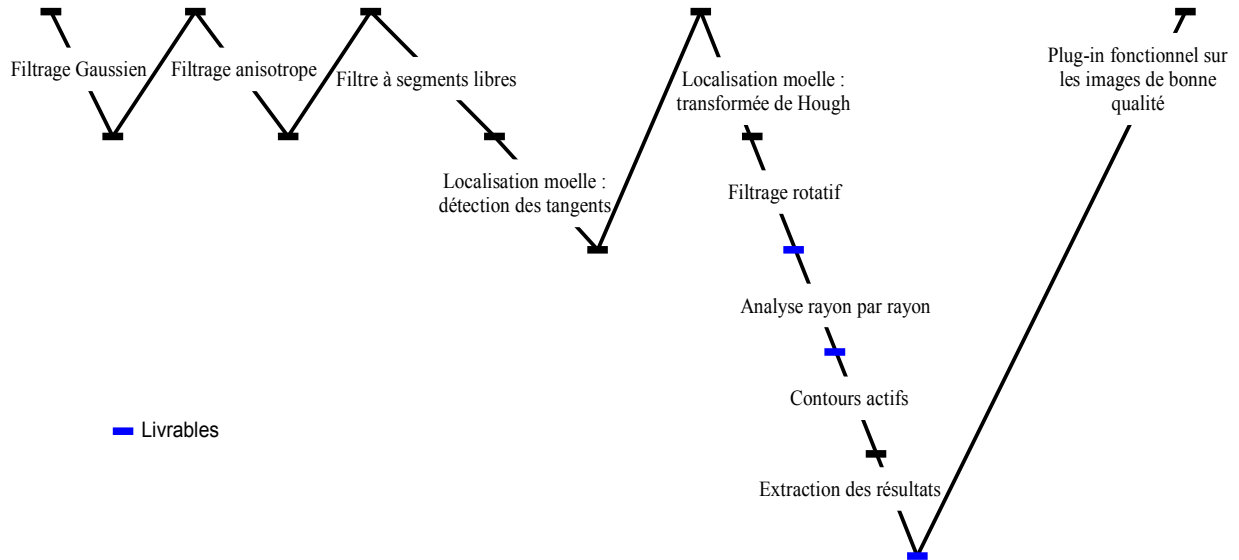 Filtrage Gaussien
Filtrage anisotrope
Filtre à segments libres
Localisation moelle :
transformée de Hough
Plug-in fonctionnel sur
les images de bonne
qualité
Localisation moelle :
détection des tangents
Filtrage rotatif
Analyse rayon par rayon
Contours actifs
Livrables
Extraction des résultats